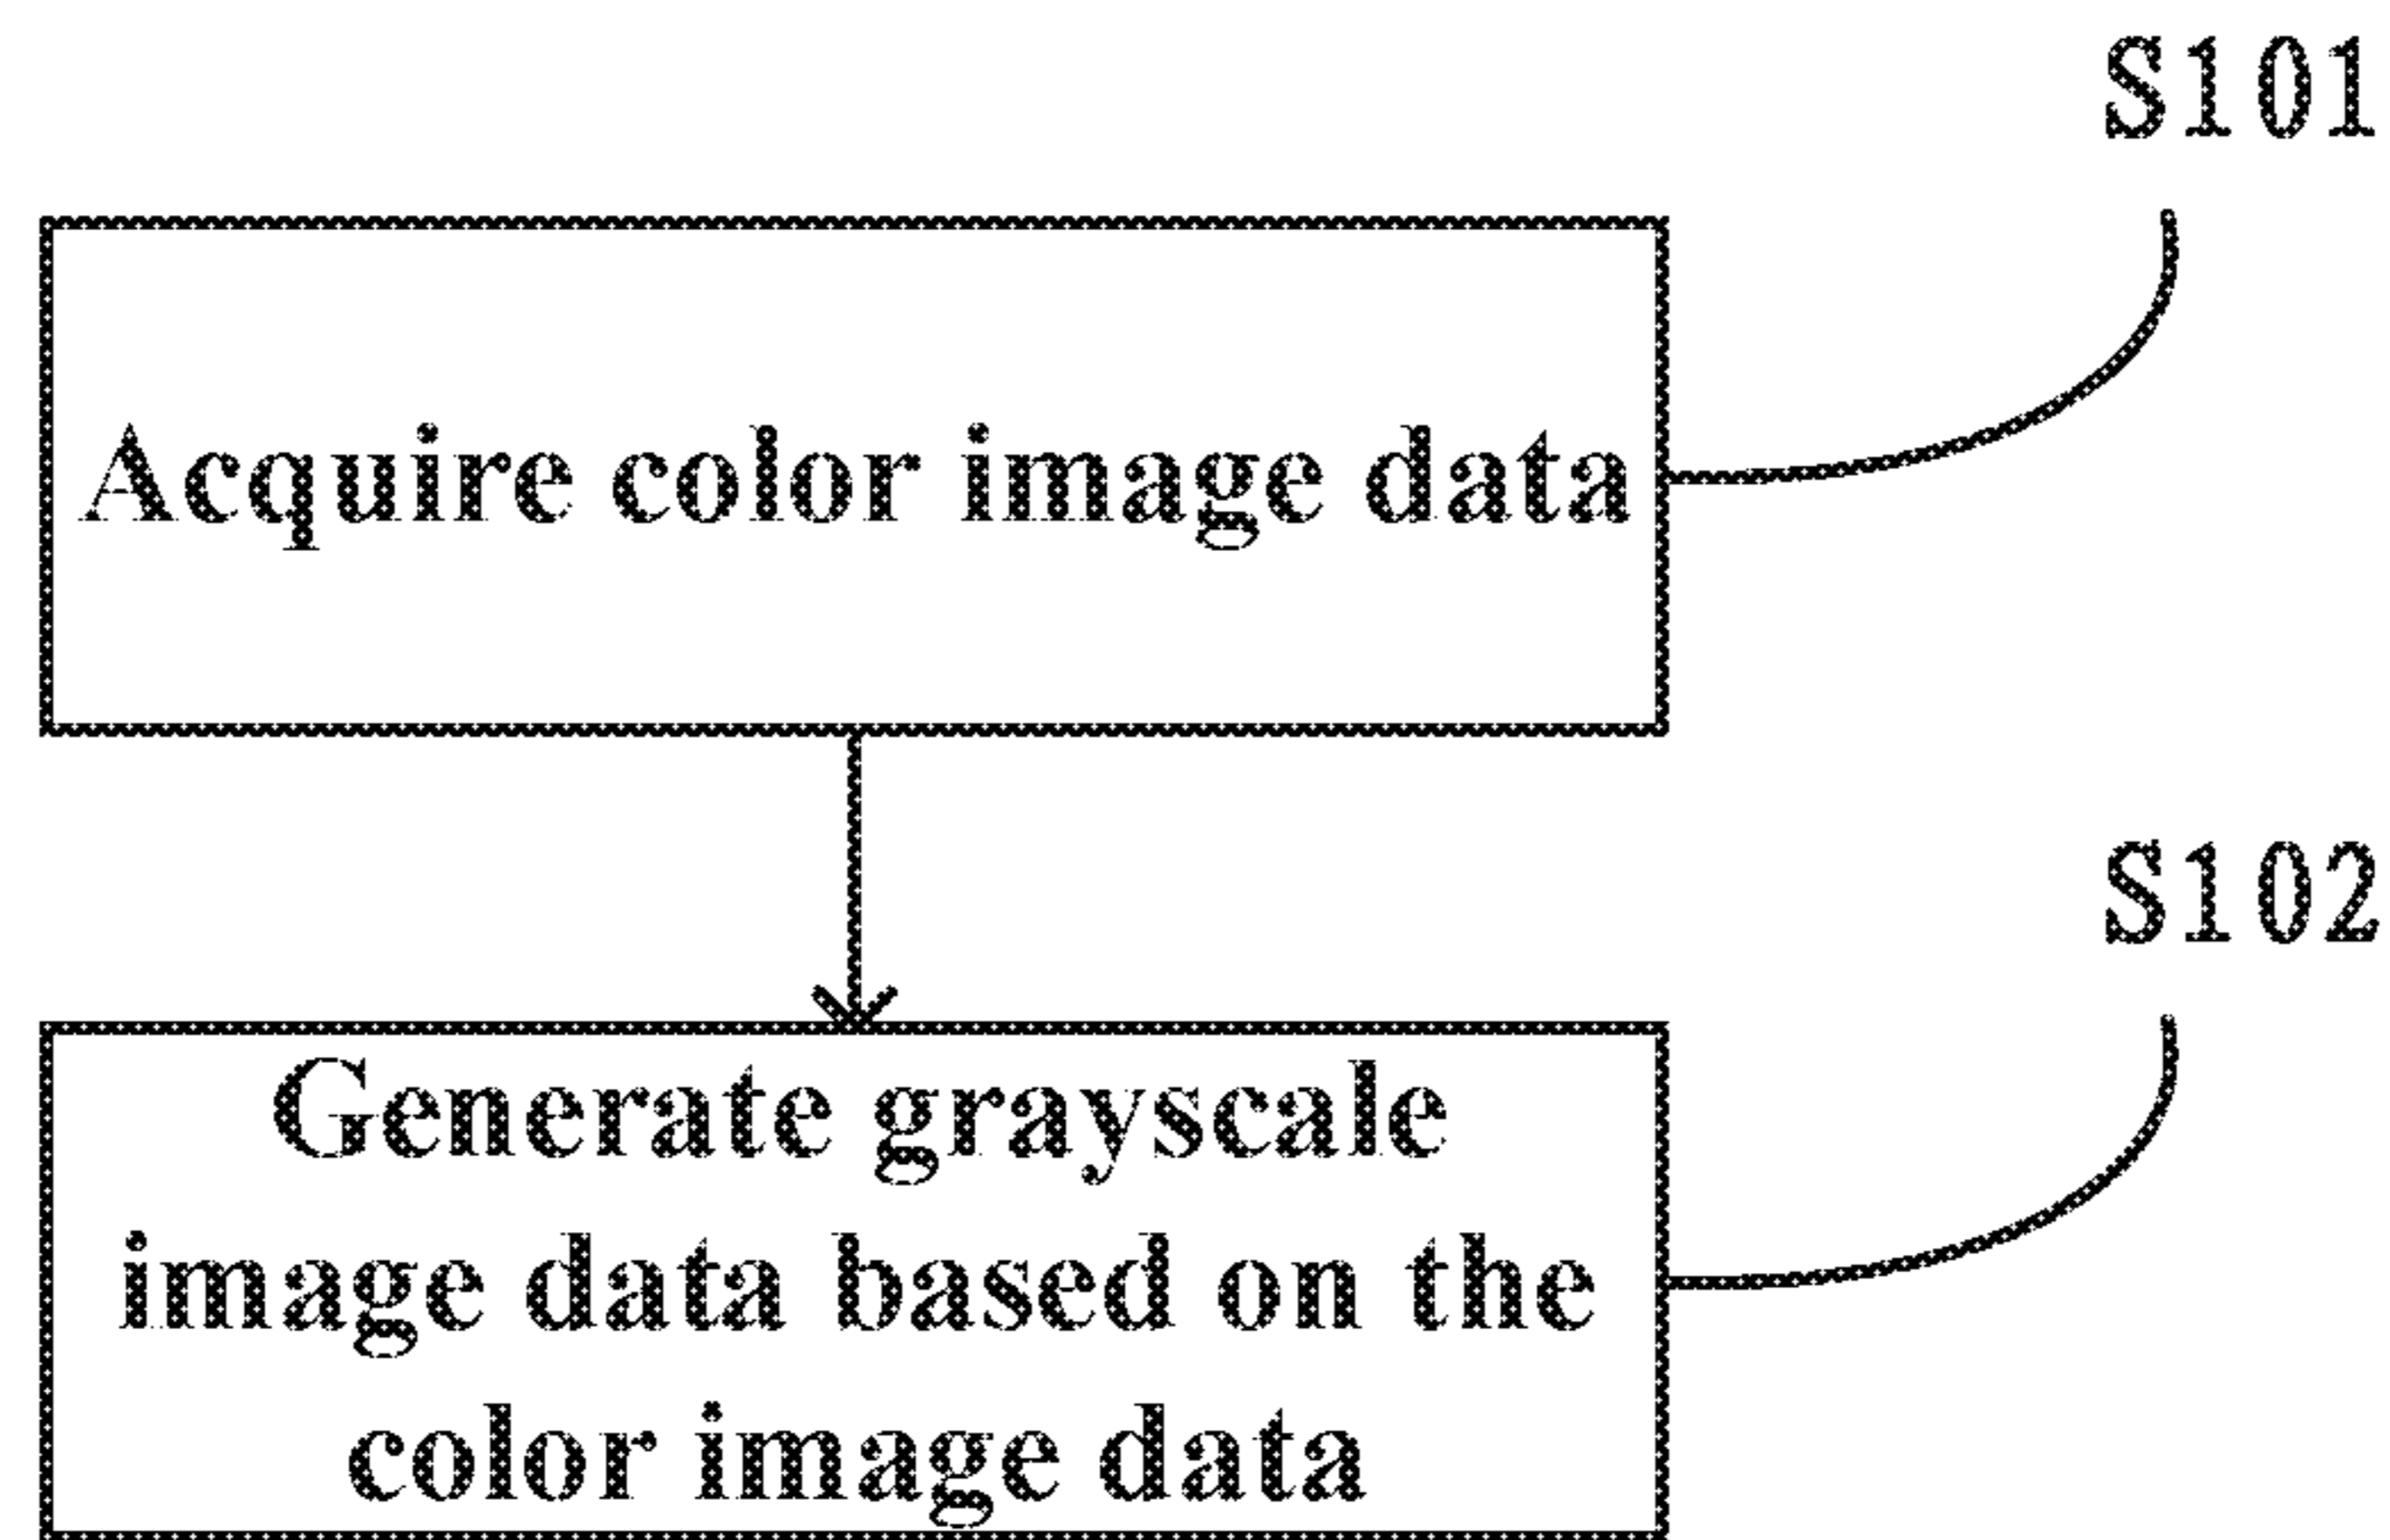 S101
Acquire color image data
S102
Generate grayscale
image data based on the
color image data